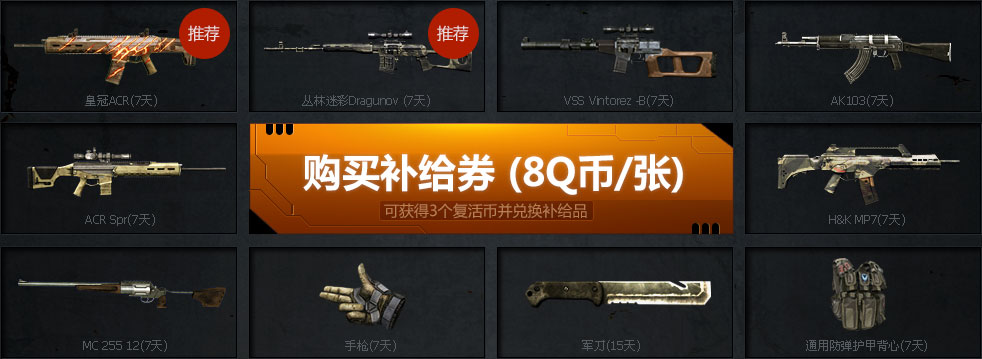 推荐
推荐
皇冠ACR(7天)
丛林迷彩Dragunov (7天)
VSS Vintorez -B(7天)
AK103(7天)
ACR Spr(7天)
购买补给券 (8Q币/张)
可获得3个复活币并兑换补给品
H&K MP7(7天)
MC 255 12(7天)
手枪(7天)
军刀(15天)
通用防弹护甲背心(7天)